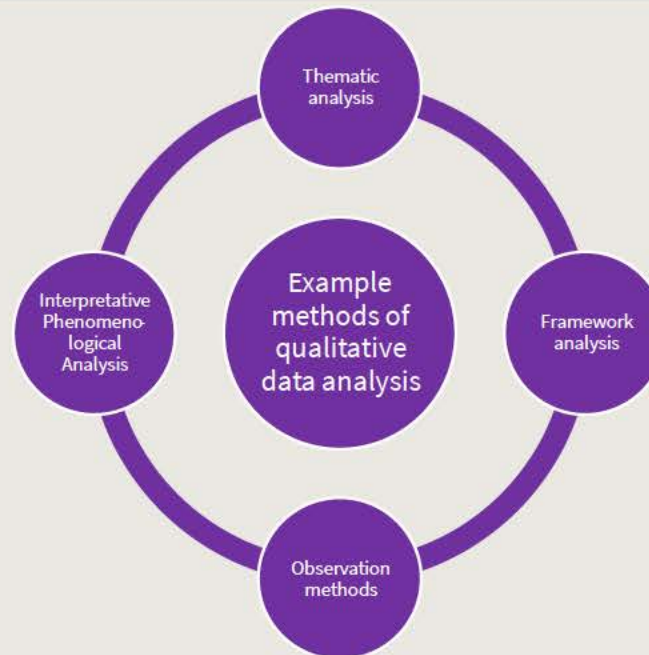 Thematic
analysis
Interpretative
Phenomeno-
logical
Analysis
Example
methods of
qualitative
data analysis
Framework
analysis
Observation
methods